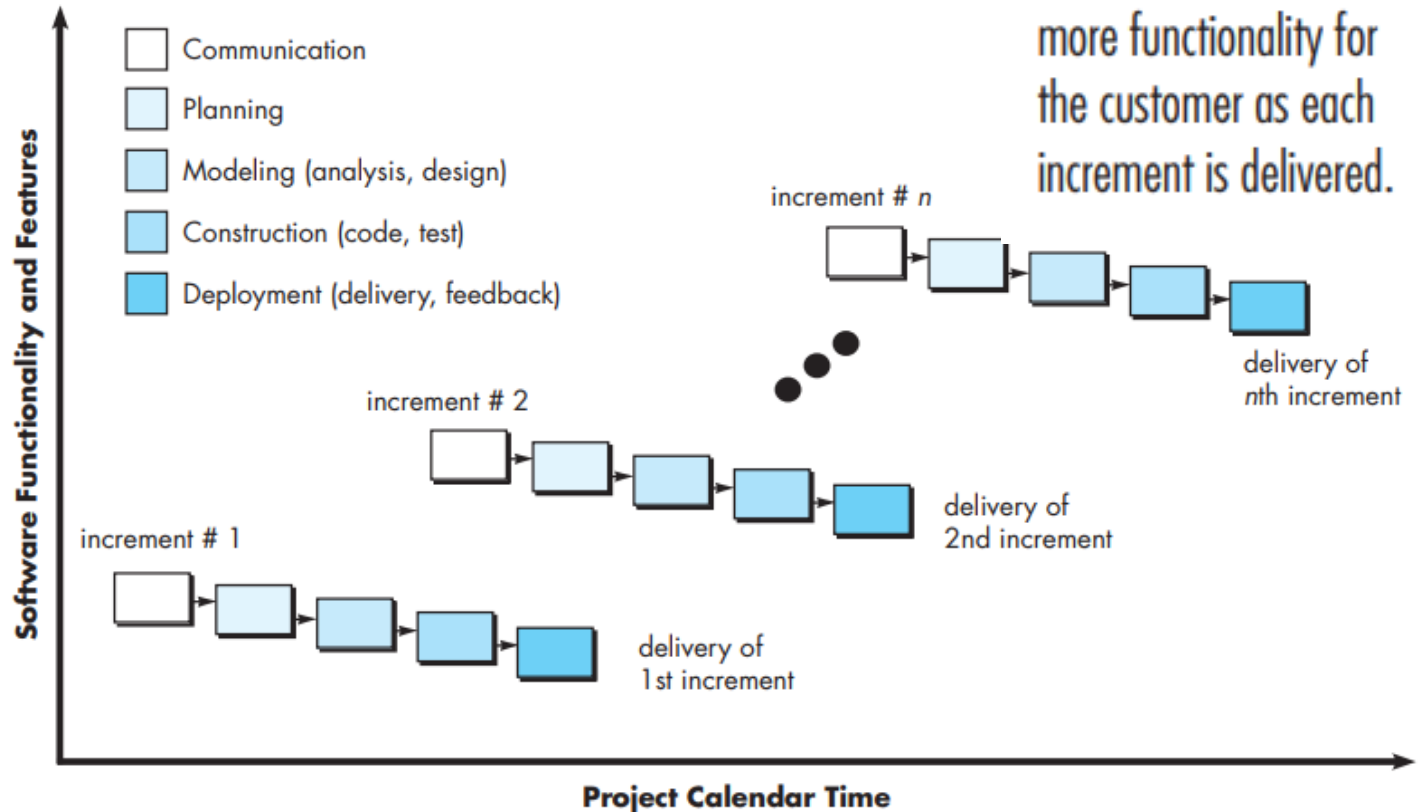 more functionality for
the customer as each
increment is delivered.
Communication
Planning
Modeling (analysis, design)
Construction (code, test)
Deployment (delivery, feedback)
Software Functionality and Features
increment # n
delivery of
nth increment
increment # 2
delivery of
2nd increment
increment # 1
delivery of
1st increment
Project Calendar Time